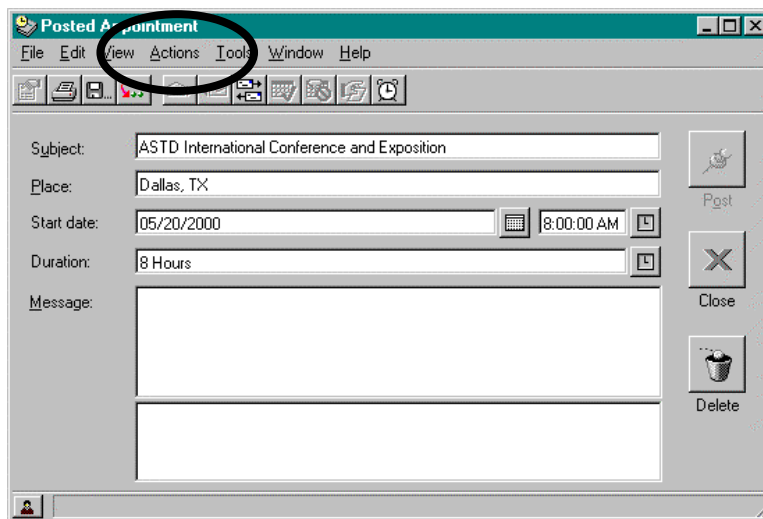 Posted Appointment
File Edit View Actions Tools Window Help
Subject: ASTD International Conference and Exposition
Place: Dallas, TX
Start date: 05/20/2000 8:00:00 AM
Duration: 8 Hours
Message:
Post
Close
Delete